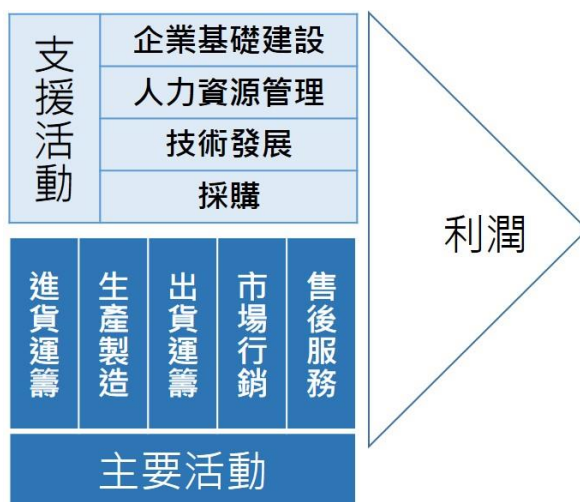 支援活動
企業基礎建設
人力資源管理
技術發展
採購
利潤
進貨運籌
生產製造
出貨運籌
市場行銷
售後服務
主要活動